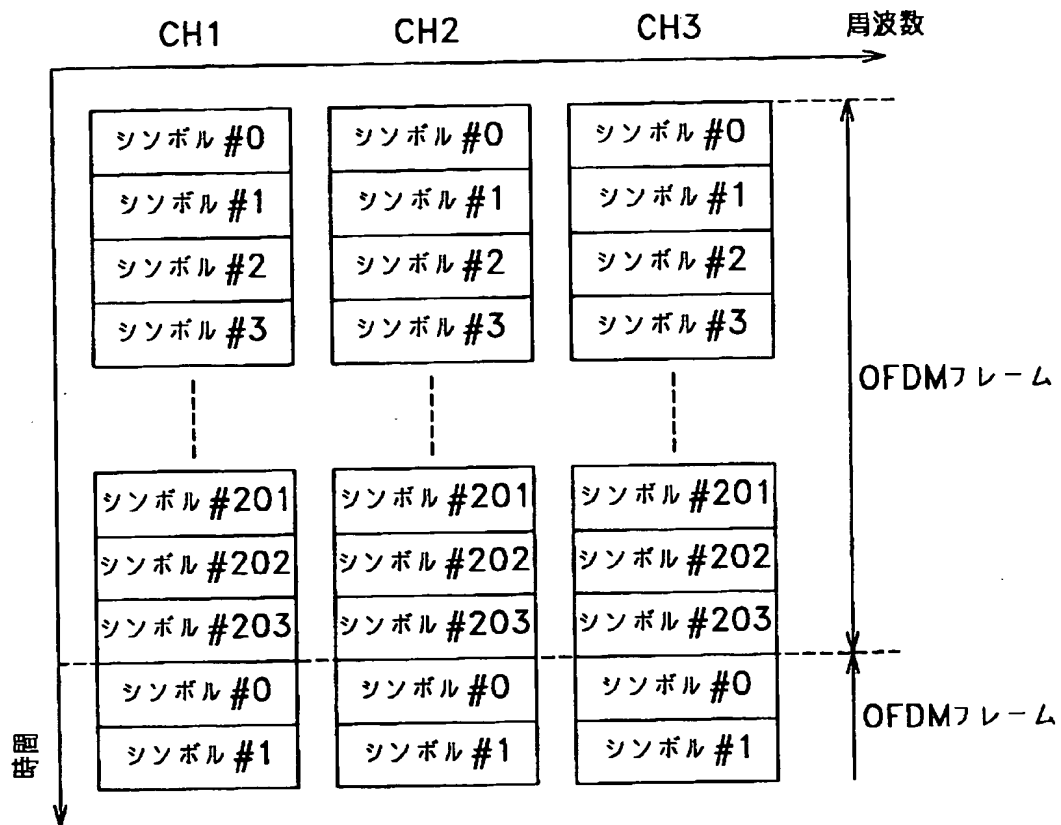 CH1 CH2 CH3 周波数
シンボル #0 シンボル #0 シンボル #0
シンボル #1 シンボル #1 シンボル #1
シンボル #2 シンボル #2 シンボル #2
シンボル #3 シンボル #3 シンボル #3
OFDMフレーム
シンボル #201 シンボル #201 シンボル #201
シンボル #202 シンボル #202 シンボル #202
シンボル #203 シンボル #203 シンボル #203
シンボル #0 シンボル #0 シンボル #0
OFDMフレーム
シンボル #1 シンボル #1 シンボル #1
時間